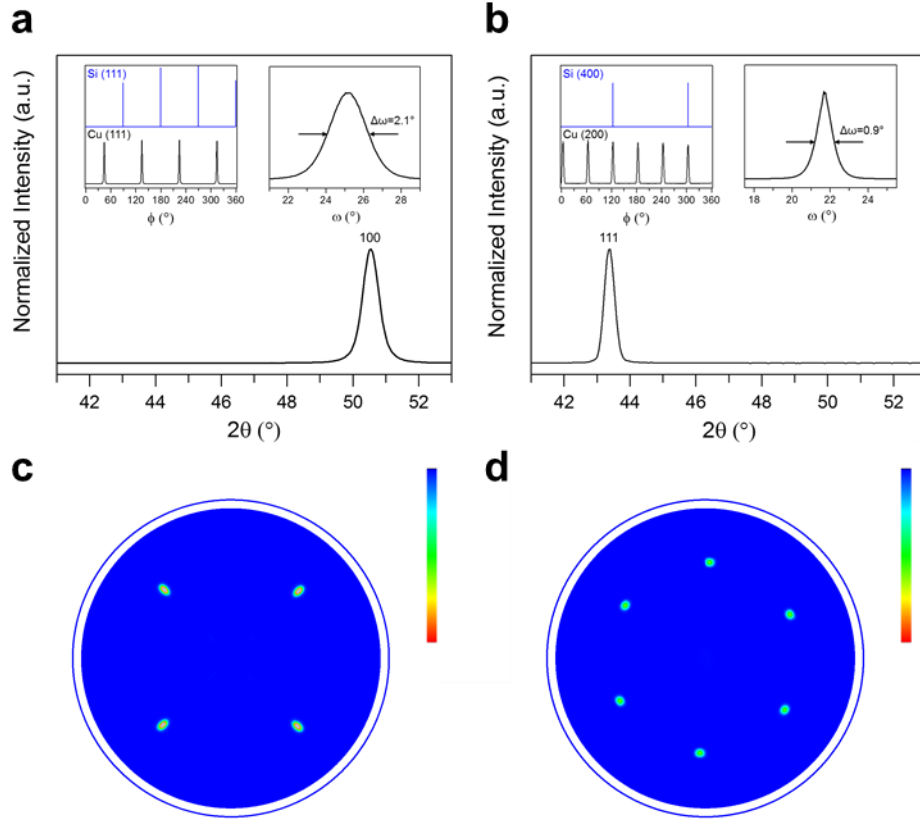 a
Normalized Intensity (a.u.)
Si (111)
Cu (111)
0 60 120 180 240 300 360
ϕ (°)
Δω=2.1°
22 24 26 28
ω (°)
100
42 44 46 48 50 52
2θ (°)
b
Normalized Intensity (a.u.)
Si (400)
Cu (200)
0 60 120 180 240 300 360
ϕ (°)
Δω=0.9°
18 20 22 24
ω (°)
111
42 44 46 48 50 52
2θ (°)
c
d